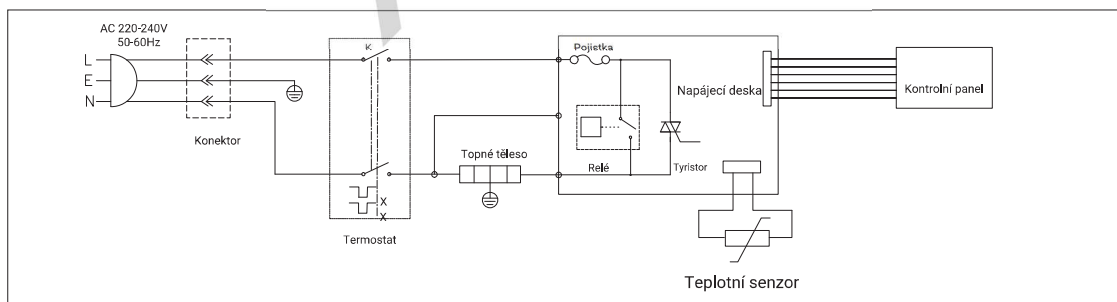 AC 220-240V
50-60Hz
L
E
N
Konektor
K
Termostat
X
X
Topné těleso
Pojistka
Relé
Tyristor
Napájecí deska
Kontrolní panel
Teplotní senzor